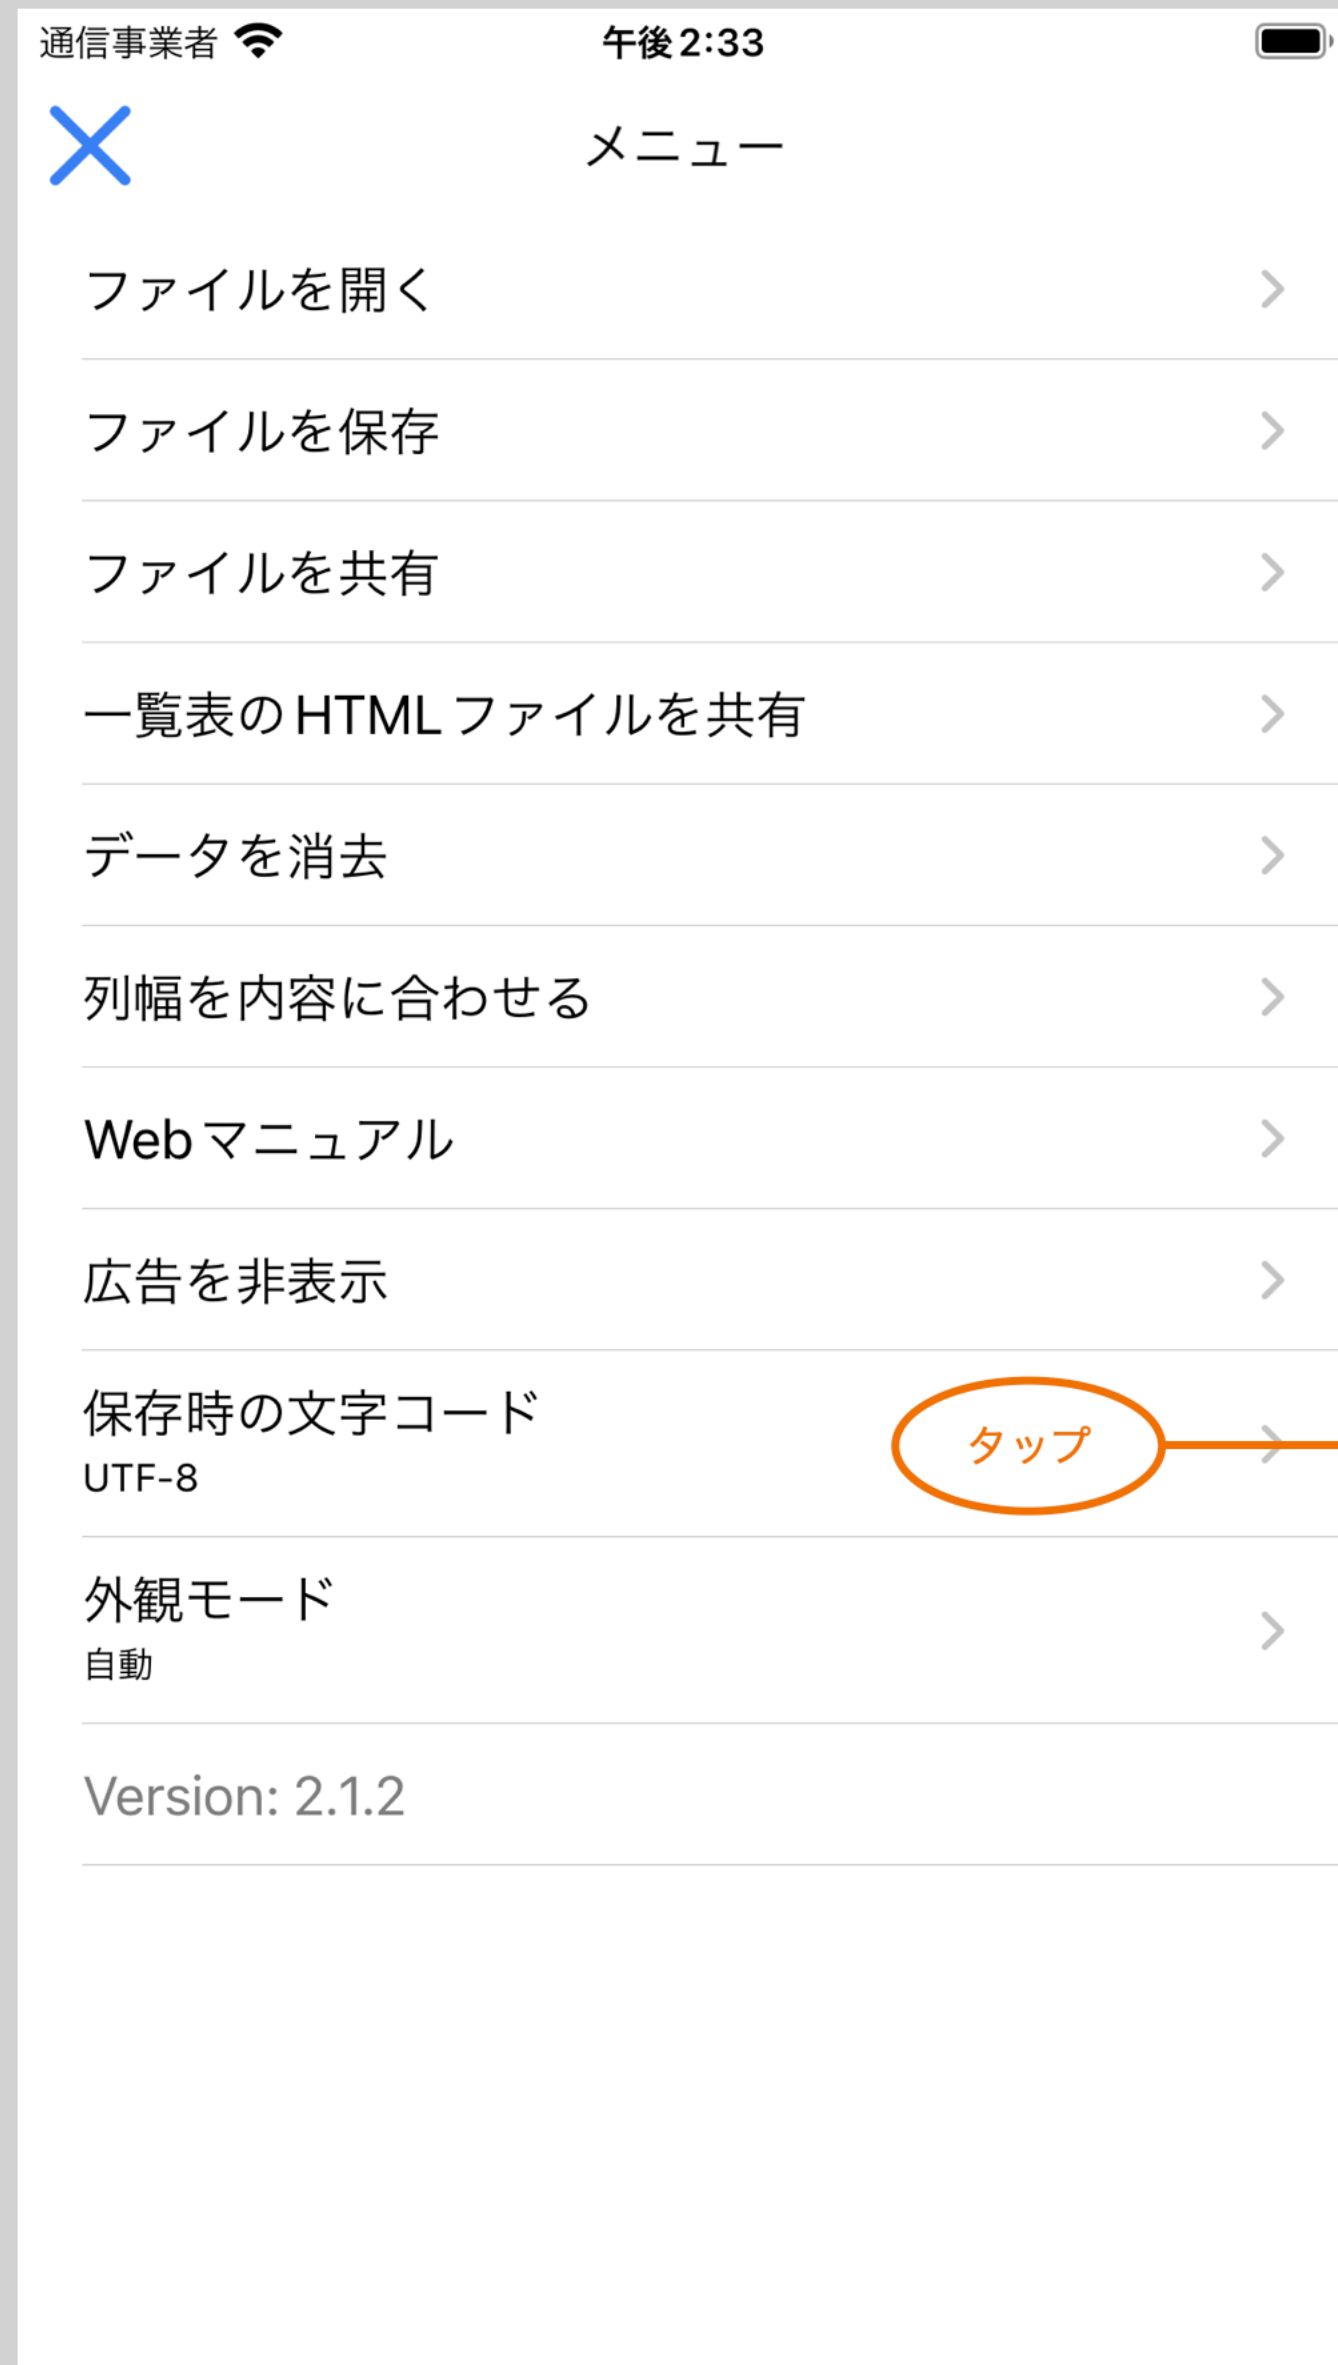 通信事業者
午後2:33
メニュー
ファイルを開く
ファイルを保存
ファイルを共有
一覧表のHTMLファイルを共有
データを消去
列幅を内容に合わせる
Webマニュアル
広告を非表示
保存時の文字コード
UTF-8
タップ
外観モード
自動
Version: 2.1.2